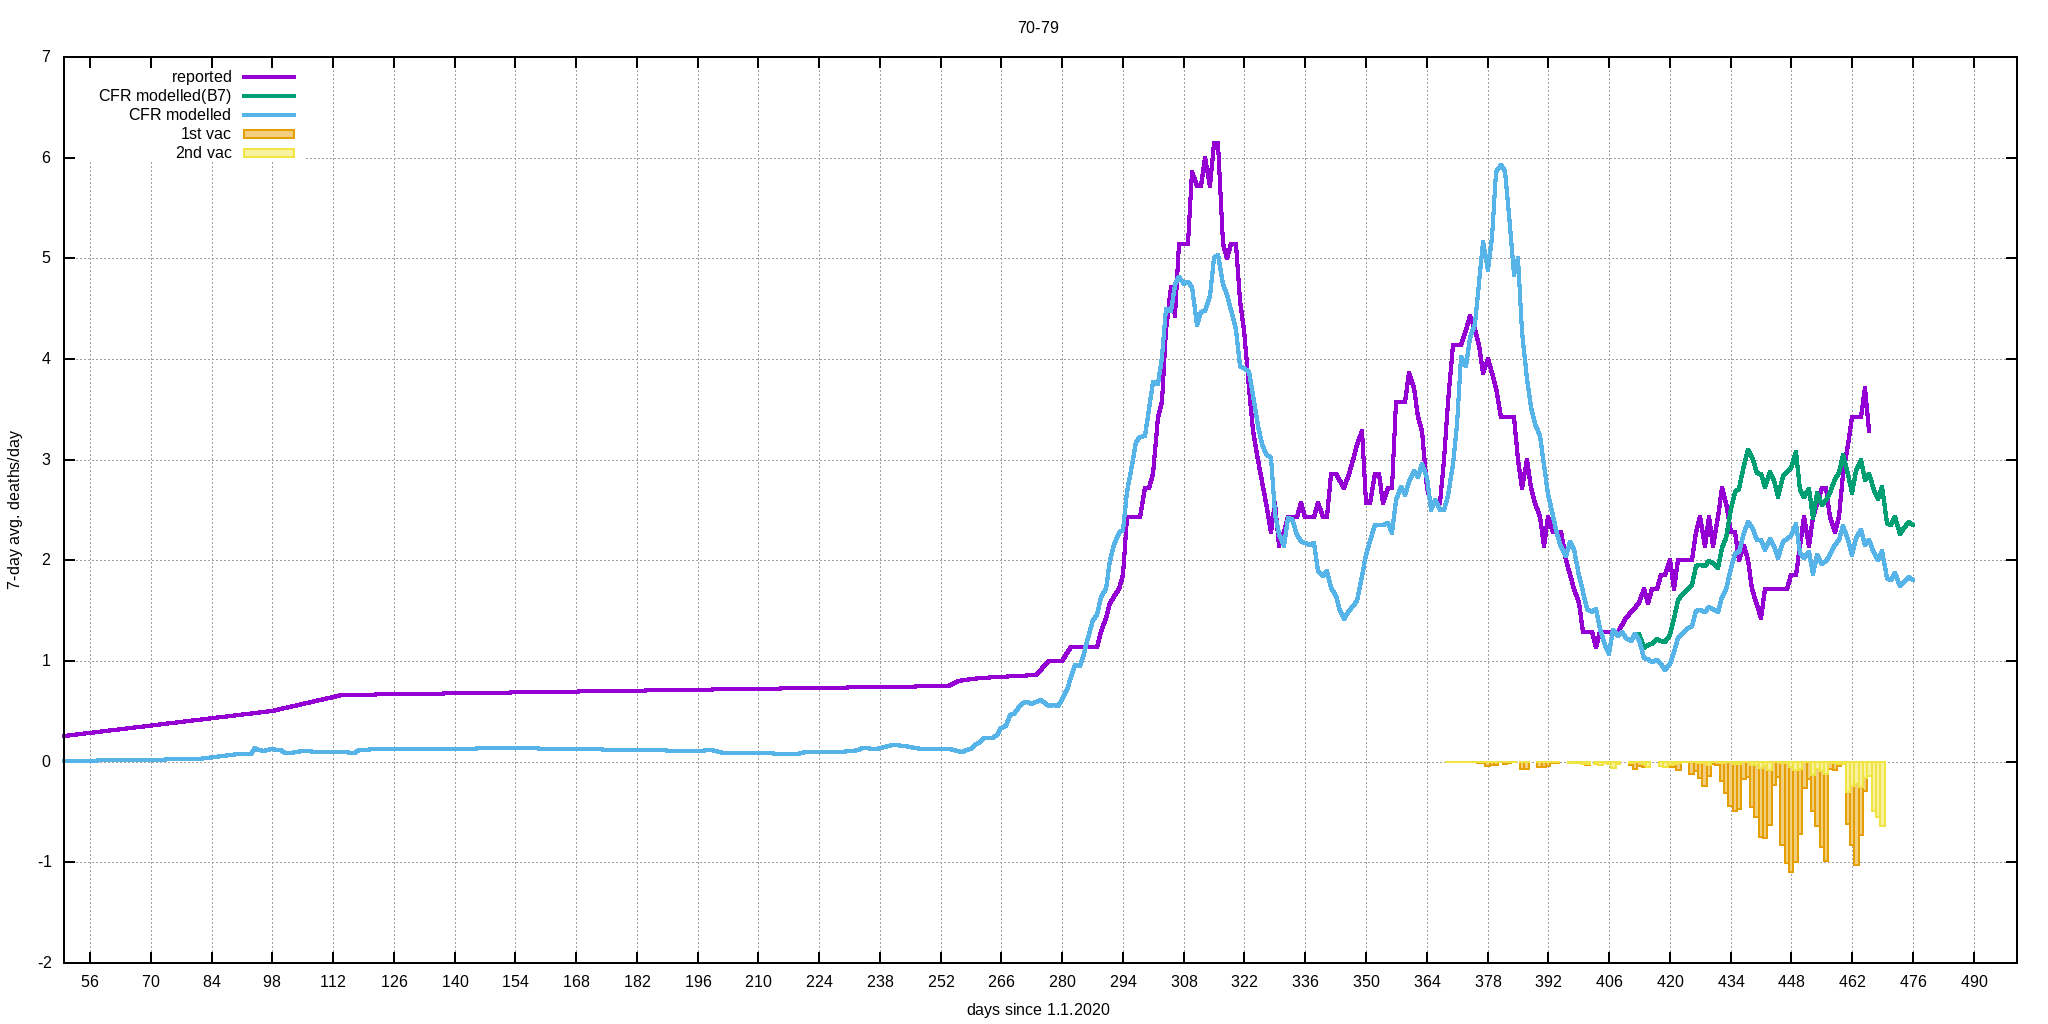 70-79
7
6
5
4
3
2
1
0
-1
-2
7-day avg. deaths/day
reported
CFR modelled(B7)
CFR modelled
1st vac
2nd vac
56 70 84 98 112 126 140 154 168 182 196 210 224 238 252 266 280 294 308 322 336 350 364 378 392 406 420 434 448 462 476 490
days since 1.1.2020